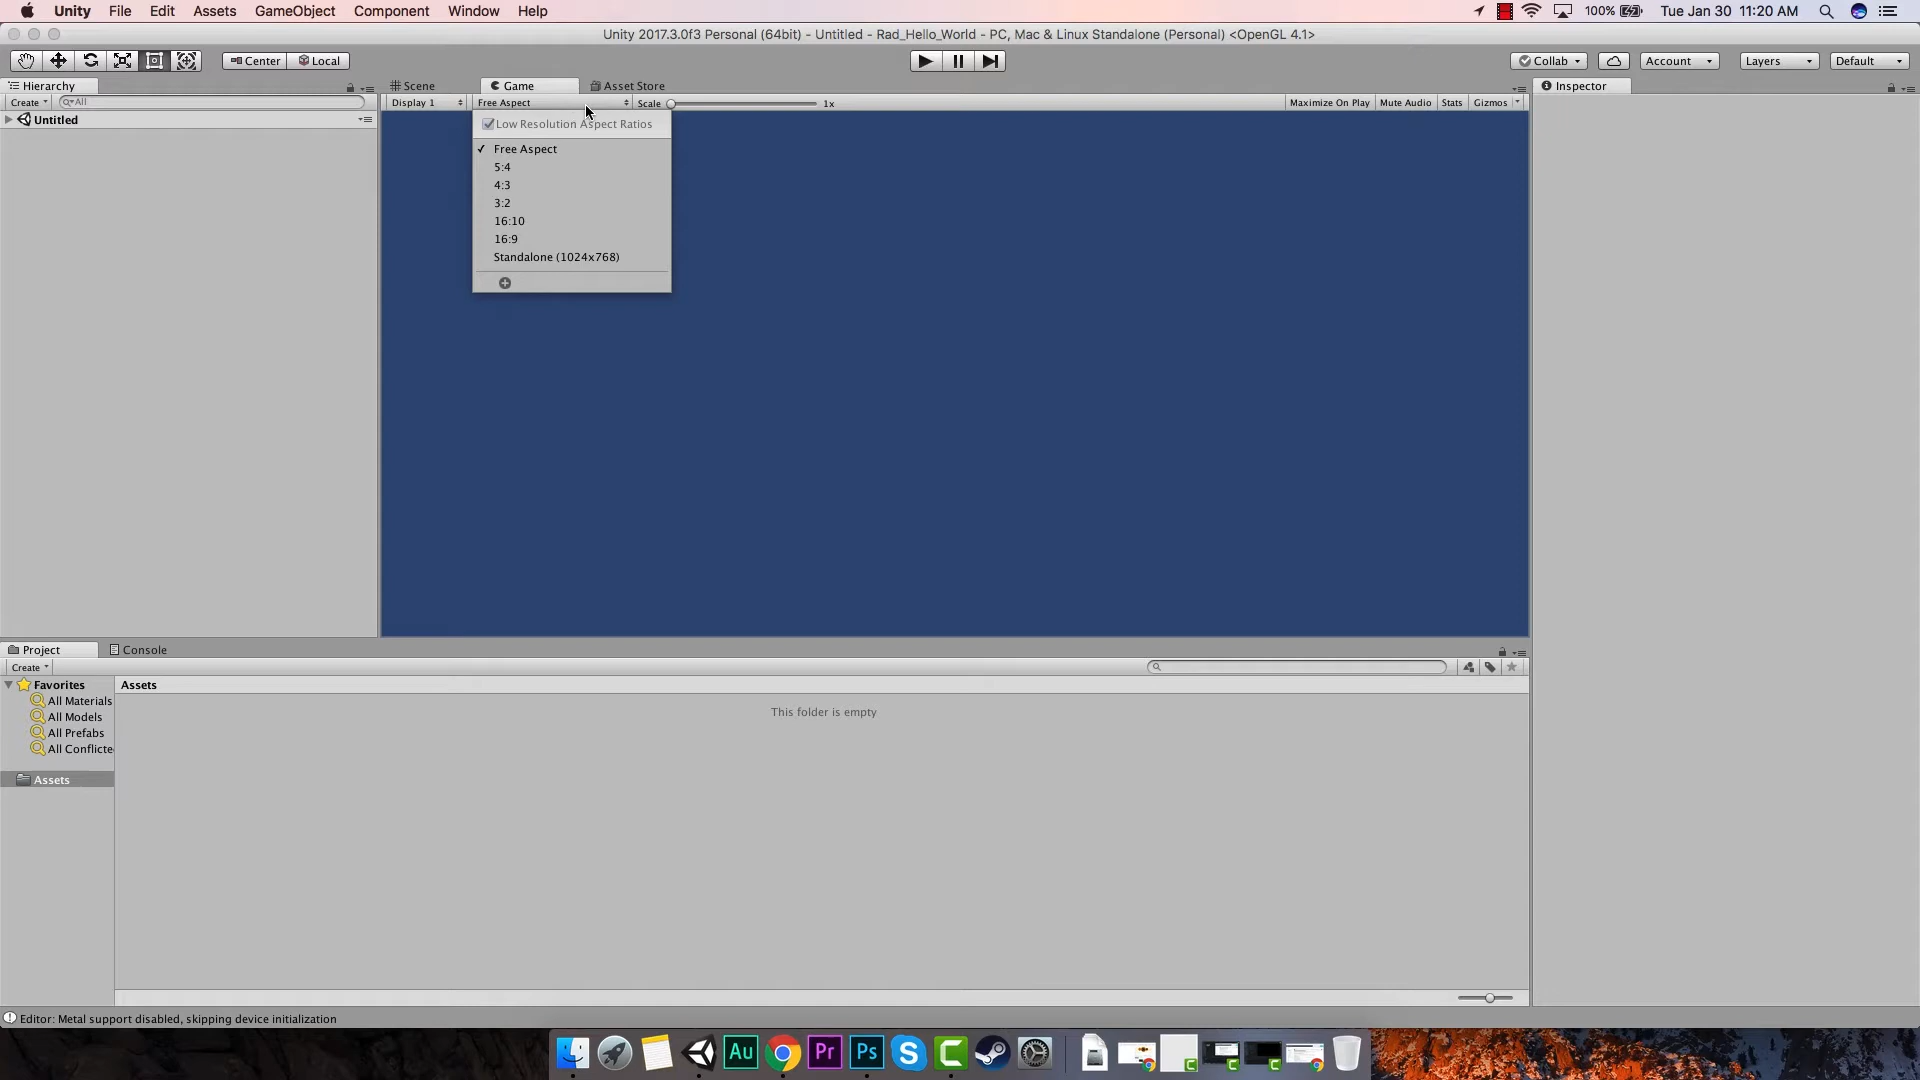 Unity File Edit Assets GameObject Component Window Help 100% Tue Jan 30 11:20 AM
Unity 2017.3.0f3 Personal (64bit) - Untitled - Rad_Hello_World - PC, Mac & Linux Standalone (Personal) <OpenGL 4.1>
Center Local Collab Account Layers Default
Hierarchy Scene Game Asset Store Inspector
Create All Display 1 Free Aspect Scale 1x Maximize On Play Mute Audio Stats Gizmos
Untitled
Low Resolution Aspect Ratios
Free Aspect
5:4
4:3
3:2
16:10
16:9
Standalone (1024x768)
Project Console
Create
Favorites
Assets
All Materials
This folder is empty
All Models
All Prefabs
All Conflicte
Assets
Editor: Metal support disabled, skipping device initialization
Au Pr Ps